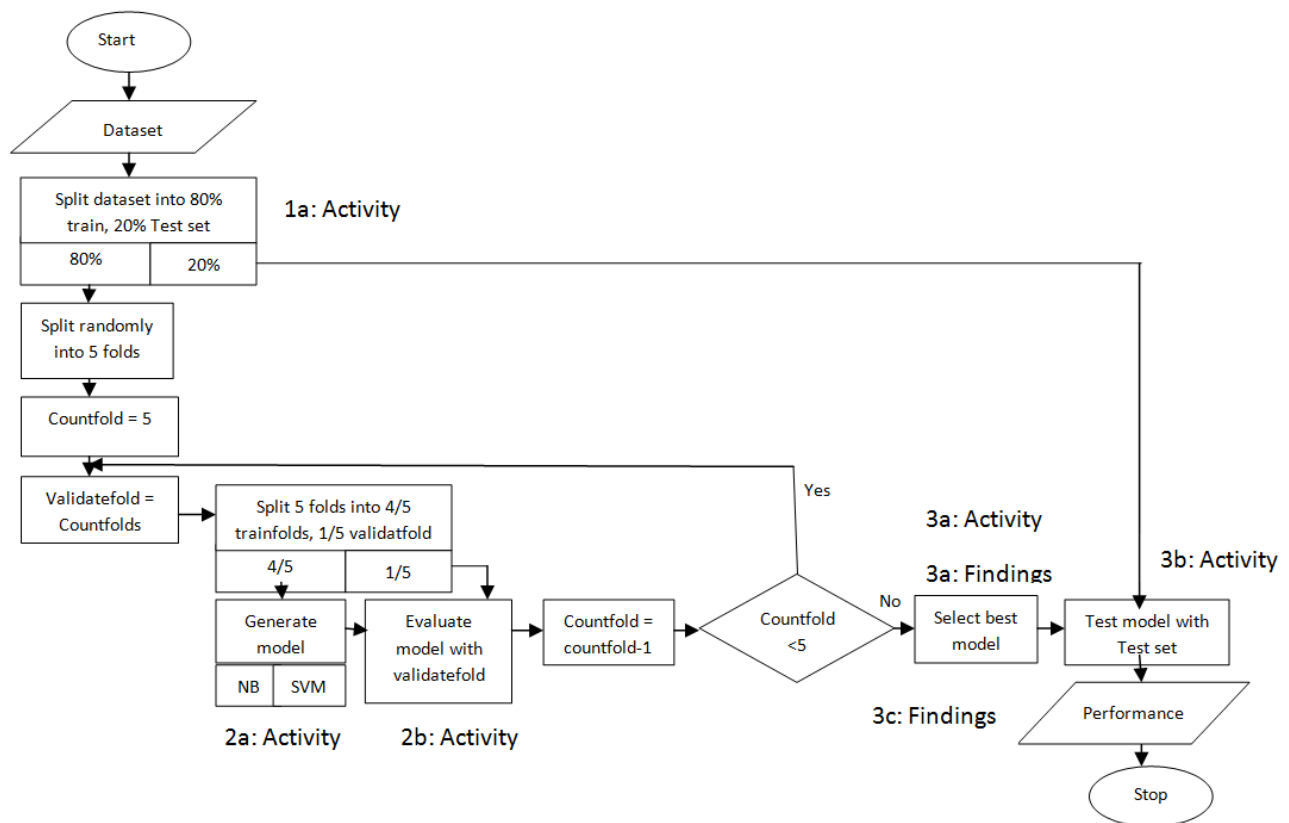 Start
Dataset
Split dataset into 80%
train, 20% Test set
80%
20%
1a: Activity
Split randomly
into 5 folds
Countfold = 5
Validatefold =
Countfolds
Split 5 folds into 4/5
trainfolds, 1/5 validatfold
4/5
1/5
Generate
model
NB
SVM
2a: Activity
Evaluate
model with
validatefold
2b: Activity
Countfold =
countfold-1
Countfold
<5
Yes
No
3a: Activity
3a: Findings
Select best
model
3b: Activity
Test model with
Test set
3c: Findings
Performance
Stop